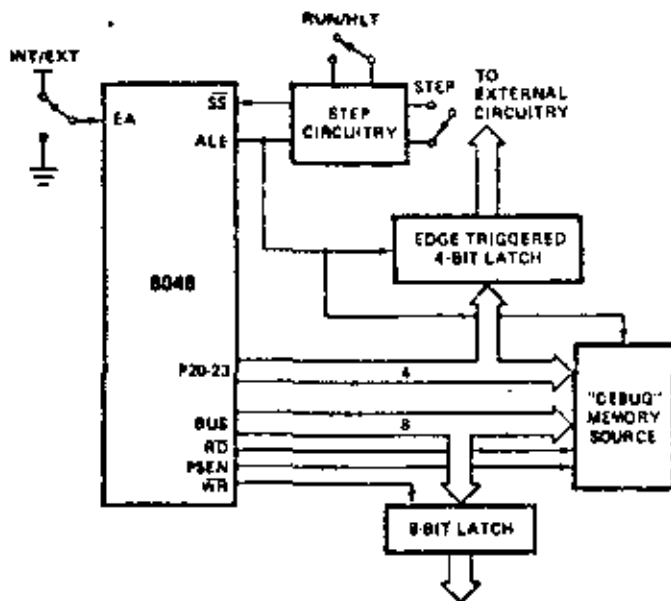 RUN/HLT
INT/EXT
SS
STEP
CIRCUITRY
STEP
TO
EXTERNAL
CIRCUITRY
EA
ALE
EDGE TRIGGERED
4-BIT LATCH
8048
P20-23
4
"DEBUG"
MEMORY
SOURCE
BUS
8
RD
PSEN
WR
8-BIT LATCH